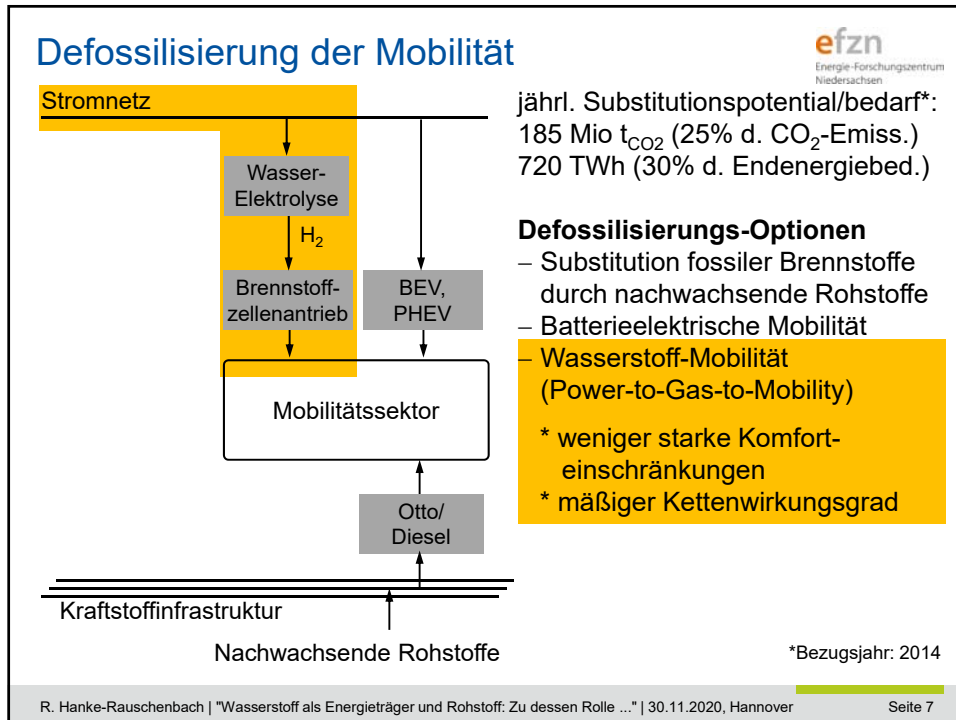 Defossilisierung der Mobilität
efzn
Energie-Forschungszentrum
Niedersachsen
Stromnetz
Wasser-
Elektrolyse
H2
Brennstoff-
zellenantrieb
BEV,
PHEV
Mobilitätssektor
Otto/
Diesel
Kraftstoffinfrastruktur
Nachwachsende Rohstoffe
jährl. Substitutionspotential/bedarf*:
185 Mio tCO2 (25% d. CO2-Emiss.)
720 TWh (30% d. Endenergiebed.)
Defossilisierungs-Optionen
– Substitution fossiler Brennstoffe
durch nachwachsende Rohstoffe
– Batterieelektrische Mobilität
– Wasserstoff-Mobilität
(Power-to-Gas-to-Mobility)
* weniger starke Komfort-
einschränkungen
* mäßiger Kettenwirkungsgrad
*Bezugsjahr: 2014
R. Hanke-Rauschenbach | "Wasserstoff als Energieträger und Rohstoff: Zu dessen Rolle ..." | 30.11.2020, Hannover Seite 7